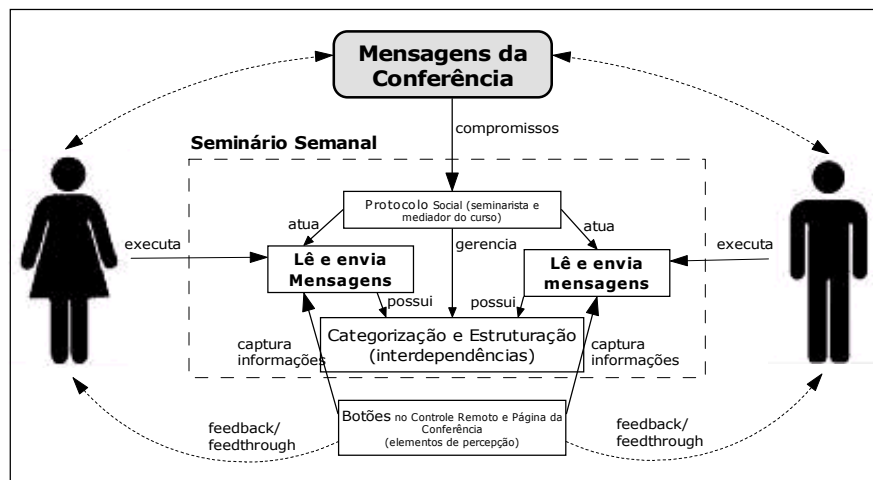 Mensagens da
Conferência
compromissos
Seminário Semanal
Protocolo Social (seminarista e
mediador do curso)
atua
gerencia
atua
executa
executa
Lê e envia
Mensagens
Lê e envia
mensagens
possui
possui
Categorização e Estruturação
(interdependências)
captura
informações
captura
informações
Botões no Controle Remoto e Página da
Conferência
(elementos de percepção)
feedback/
feedthrough
feedback/
feedthrough